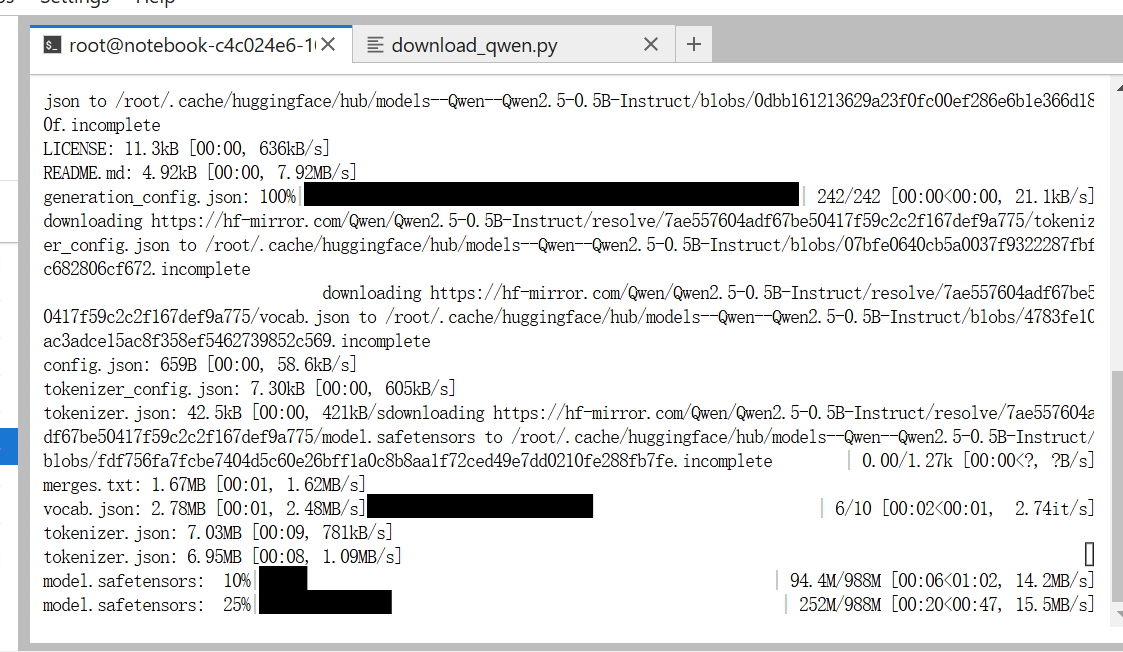 Settings Help
root@notebook-c4c024e6-1
download_qwen.py
json to /root/.cache/huggingface/hub/models--Qwen--Qwen2.5-0.5B-Instruct/blobs/0dbb161213629a23f0fc00ef286e6b1e366d18
0f.incomplete
LICENSE: 11.3kB [00:00, 636kB/s]
README.md: 4.92kB [00:00, 7.92MB/s]
generation_config.json: 100%| | 242/242 [00:00<00:00, 21.1kB/s]
downloading https://hf-mirror.com/Qwen/Qwen2.5-0.5B-Instruct/resolve/7ae557604adf67be50417f59c2c2f167def9a775/tokeniz
er_config.json to /root/.cache/huggingface/hub/models--Qwen--Qwen2.5-0.5B-Instruct/blobs/07bfe0640cb5a0037f9322287fbf
c682806cf672.incomplete
downloading https://hf-mirror.com/Qwen/Qwen2.5-0.5B-Instruct/resolve/7ae557604adf67be5
0417f59c2c2f167def9a775/vocab.json to /root/.cache/huggingface/hub/models--Qwen--Qwen2.5-0.5B-Instruct/blobs/4783fe10
ac3adce15ac8f358ef5462739852c569.incomplete
config.json: 659B [00:00, 58.6kB/s]
tokenizer_config.json: 7.30kB [00:00, 605kB/s]
tokenizer.json: 42.5kB [00:00, 421kB/sdownloading https://hf-mirror.com/Qwen/Qwen2.5-0.5B-Instruct/resolve/7ae557604a
df67be50417f59c2c2f167def9a775/model.safetensors to /root/.cache/huggingface/hub/models--Qwen--Qwen2.5-0.5B-Instruct/
blobs/fdf756fa7fcbe7404d5c60e26bff1a0c8b8aa1f72ced49e7dd0210fe288fb7fe.incomplete | 0.00/1.27k [00:00<?, ?B/s]
merges.txt: 1.67MB [00:01, 1.62MB/s]
vocab.json: 2.78MB [00:01, 2.48MB/s] | 6/10 [00:02<00:01, 2.74it/s]
tokenizer.json: 7.03MB [00:09, 781kB/s]
tokenizer.json: 6.95MB [00:08, 1.09MB/s]
model.safetensors: 10%| | 94.4M/988M [00:06<01:02, 14.2MB/s]
model.safetensors: 25%| | 252M/988M [00:20<00:47, 15.5MB/s]